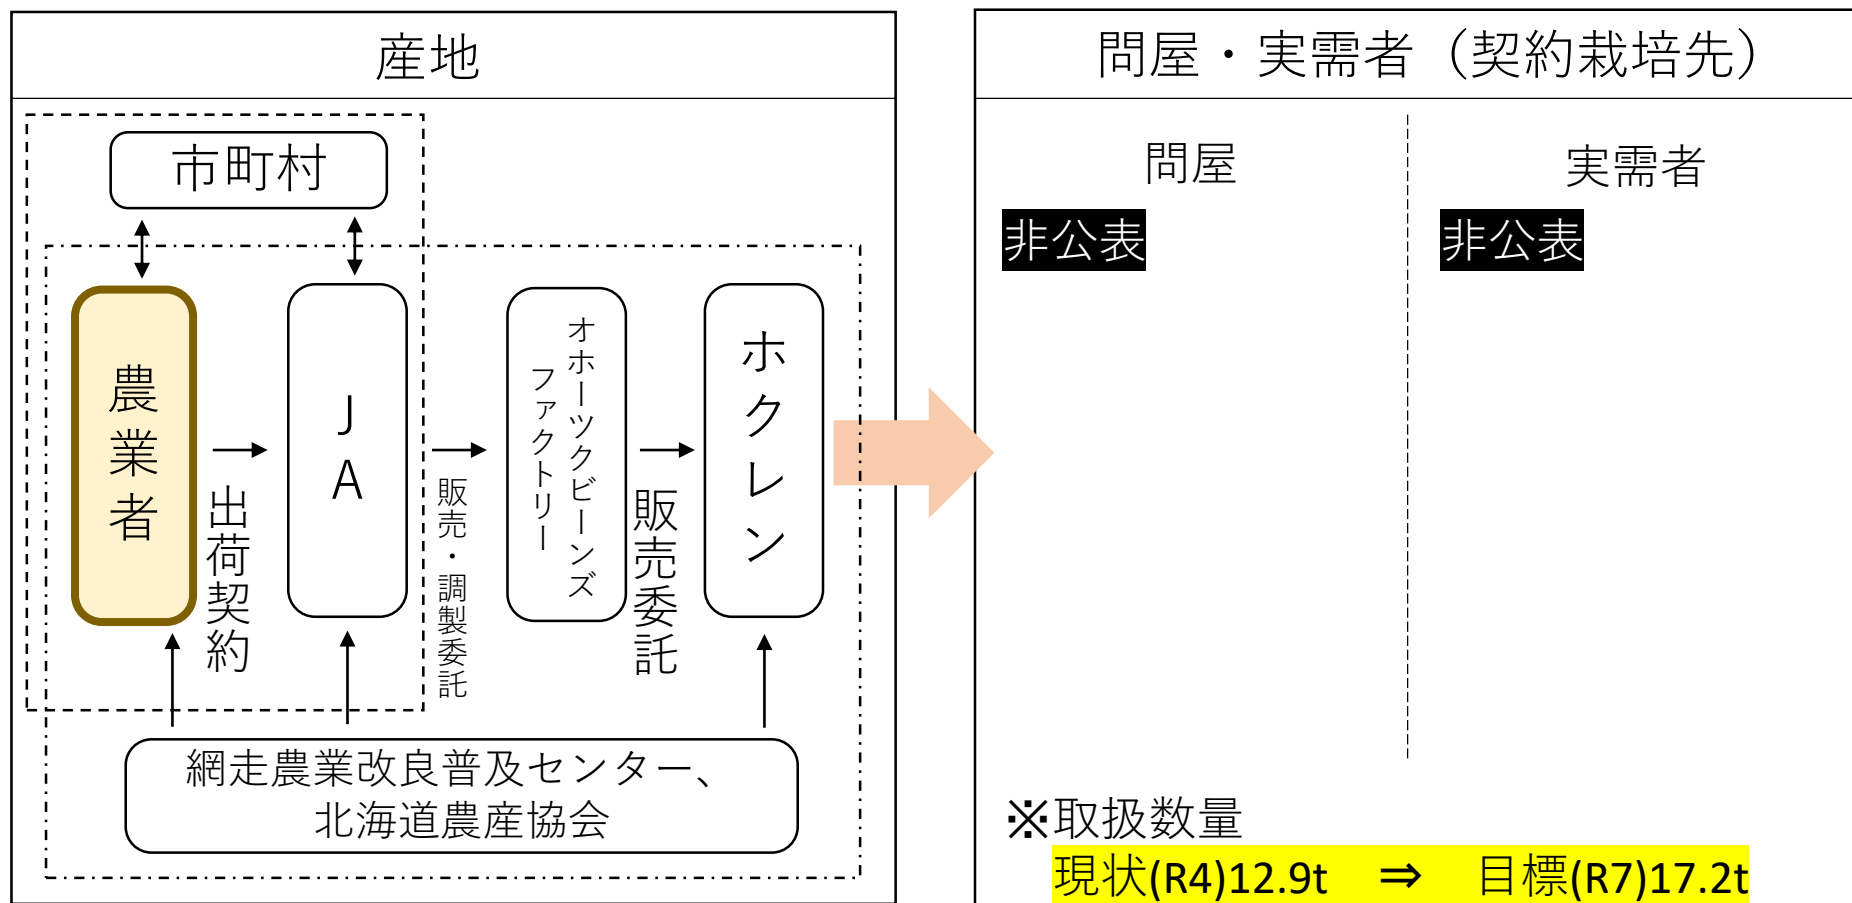 産地
市町村
農業者
出荷契約
JA
販売・調製委託
オホーツクビーンズ
ファクトリー
販売委託
ホクレン
網走農業改良普及センター、
北海道農産協会
問屋・実需者（契約栽培先）
問屋
非公表
実需者
非公表
※取扱数量
現状(R4)12.9t ⇒ 目標(R7)17.2t